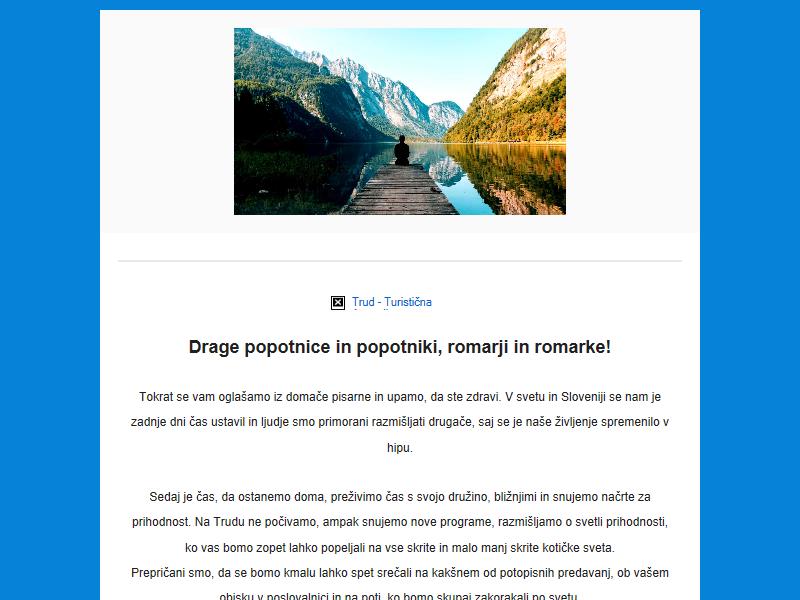 Trud - Turistična
Drage popotnice in popotniki, romarji in romarke!
Tokrat se vam oglašamo iz domače pisarne in upamo, da ste zdravi. V svetu in Sloveniji se nam je
zadnje dni čas ustavil in ljudje smo primorani razmišljati drugače, saj se je naše življenje spremenilo v
hipu.
Sedaj je čas, da ostanemo doma, preživimo čas s svojo družino, bližnjimi in snujemo načrte za
prihodnost. Na Trudu ne počivamo, ampak snujemo nove programe, razmišljamo o svetli prihodnosti,
ko vas bomo zopet lahko popeljali na vse skrite in malo manj skrite kotičke sveta.
Prepričani smo, da se bomo kmalu lahko spet srečali na kakšnem od potopisnih predavanj, ob vašem
obisku v poslovalnici in na poti, ko bomo skupaj zakorakali po svetu.